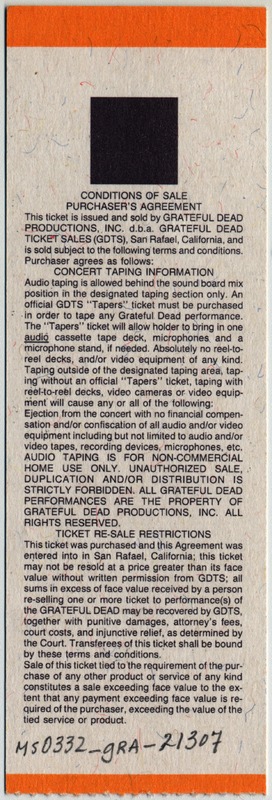 CONDITIONS OF SALE
PURCHASER'S AGREEMENT
This ticket is issued and sold by GRATEFUL DEAD
PRODUCTIONS, INC. d.b.a. GRATEFUL DEAD
TICKET SALES (GDTS), San Rafael, California, and
is sold subject to the following terms and conditions.
Purchaser agrees as follows:
CONCERT TAPING INFORMATION
Audio taping is allowed behind the sound board mix
position in the designated taping section only. An
official GDTS "Tapers" ticket must be purchased
in order to tape any Grateful Dead performance.
The "Tapers" ticket will allow holder to bring in one
audio cassette tape deck, microphones and a
microphone stand, if needed. Absolutely no reel-to-
reel decks, and/or video equipment of any kind.
Taping outside of the designated taping area, tap-
ing without an official "Tapers" ticket, taping with
reel-to-reel decks, video cameras or video equip-
ment will cause any or all of the following:
Ejection from the concert with no financial compen-
sation and/or confiscation of all audio and/or video
equipment including but not limited to audio and/or
video tapes, recording devices, microphones, etc.
AUDIO TAPING IS FOR NON-COMMERCIAL
HOME USE ONLY. UNAUTHORIZED SALE,
DUPLICATION AND/OR DISTRIBUTION IS
STRICTLY FORBIDDEN. ALL GRATEFUL DEAD
PERFORMANCES ARE THE PROPERTY OF
GRATEFUL DEAD PRODUCTIONS, INC. ALL
RIGHTS RESERVED.
TICKET RE-SALE RESTRICTIONS
This ticket was purchased and this Agreement was
entered into in San Rafael, California; this ticket
may not be resold at a price greater than its face
value without written permission from GDTS; all
sums in excess of face value received by a person
re-selling one or more ticket to performance(s) of
the GRATEFUL DEAD may be recovered by GDTS,
together with punitive damages, attorney's fees,
court costs, and injunctive relief, as determined by
the Court. Transferees of this ticket shall be bound
by these terms and conditions.
Sale of this ticket tied to the requirement of the pur-
chase of any other product or service of any kind
constitutes a sale exceeding face value to the ex-
tent that any payment exceeding face value is re-
quired of the purchaser, exceeding the value of the
tied service or product.
MS0332_gRA-21307